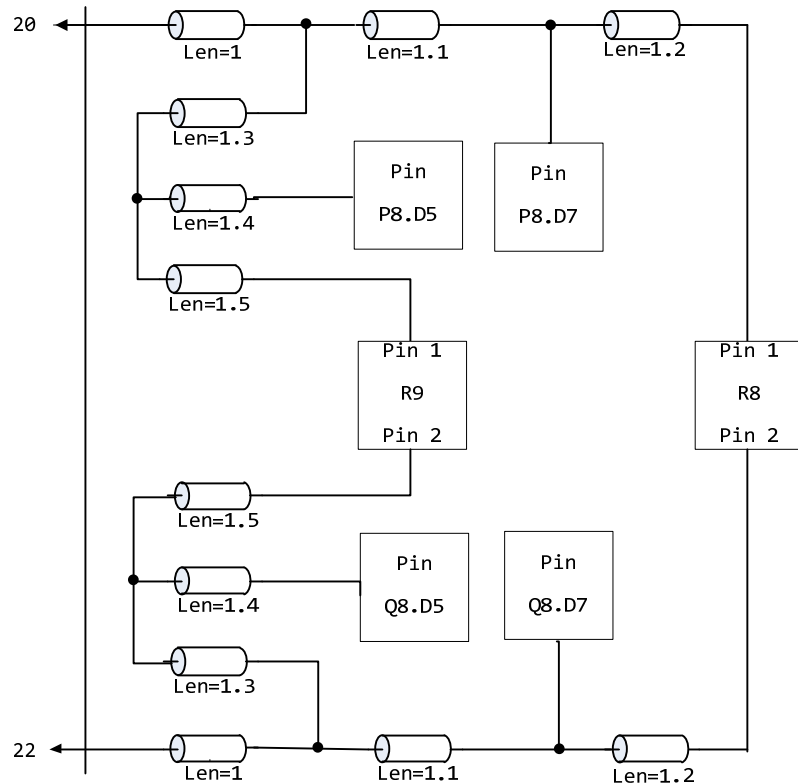 20
Len=1
Len=1.1
Len=1.2
Len=1.3
Pin
P8.D5
Pin
P8.D7
Len=1.4
Len=1.5
Pin 1
R9
Pin 2
Pin 1
R8
Pin 2
Len=1.5
Pin
Q8.D5
Pin
Q8.D7
Len=1.4
Len=1.3
22
Len=1
Len=1.1
Len=1.2